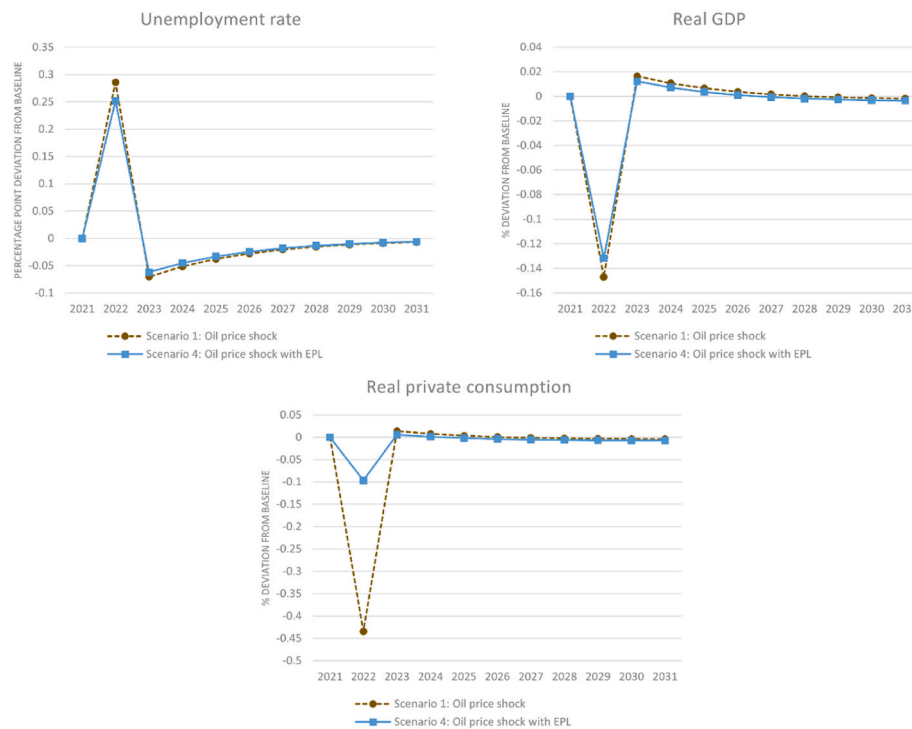 Unemployment rate
PERCENTAGE POINT DEVIATION FROM BASELINE
0.35
0.3
0.25
0.2
0.15
0.1
0.05
0
-0.05
-0.1
2021 2022 2023 2024 2025 2026 2027 2028 2029 2030 2031
Scenario 1: Oil price shock
Scenario 4: Oil price shock with EPL
Real GDP
% DEVIATION FROM BASELINE
0.04
0.02
0
-0.02
-0.04
-0.06
-0.08
-0.1
-0.12
-0.14
-0.16
2021 2022 2023 2024 2025 2026 2027 2028 2029 2030 203
Scenario 1: Oil price shock
Scenario 4: Oil price shock with EPL
Real private consumption
% DEVIATION FROM BASELINE
0.05
0
-0.05
-0.1
-0.15
-0.2
-0.25
-0.3
-0.35
-0.4
-0.45
-0.5
2021 2022 2023 2024 2025 2026 2027 2028 2029 2030 2031
Scenario 1: Oil price shock
Scenario 4: Oil price shock with EPL